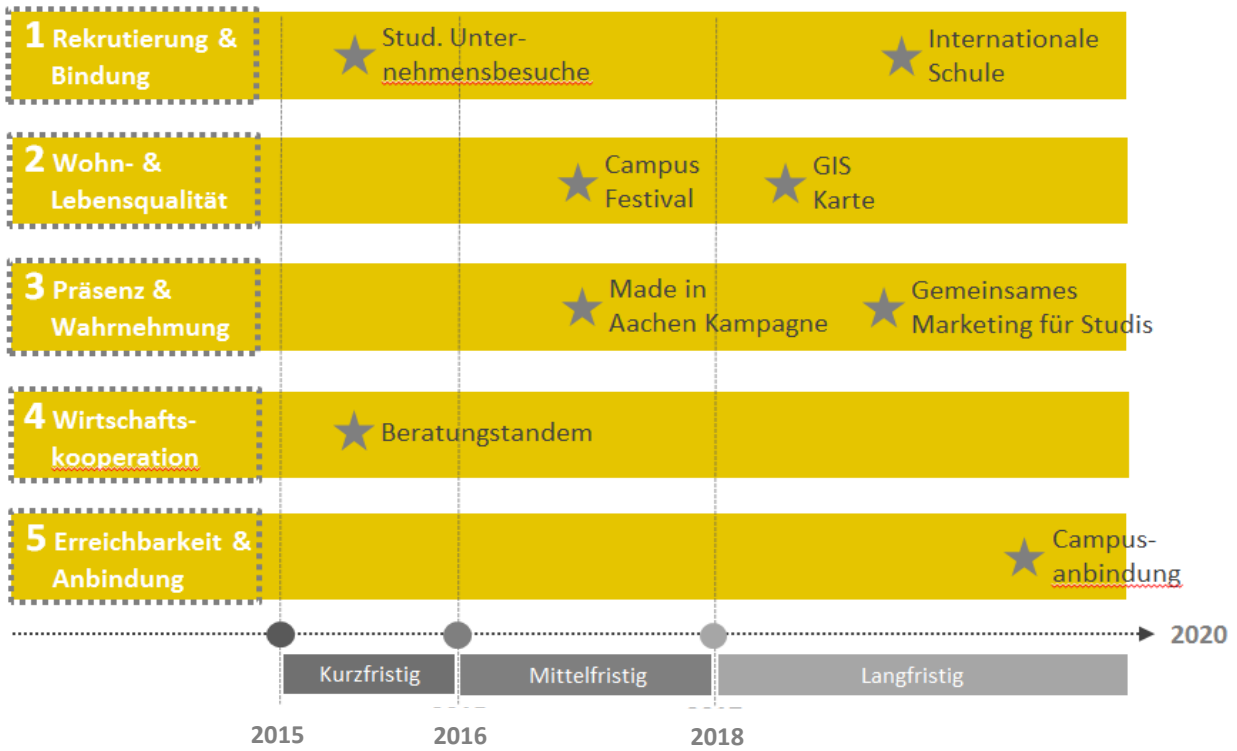 1 Rekrutierung &
Bindung
Stud. Unter-
nehmensbesuche
Internationale
Schule
2 Wohn- &
Lebensqualität
Campus
Festival
GIS
Karte
3 Präsenz &
Wahrnehmung
Made in
Aachen Kampagne
Gemeinsames
Marketing für Studis
4 Wirtschafts-
kooperation
Beratungstandem
5 Erreichbarkeit &
Anbindung
Campus-
anbindung
2020
Kurzfristig
Mittelfristig
Langfristig
2015
2016
2018